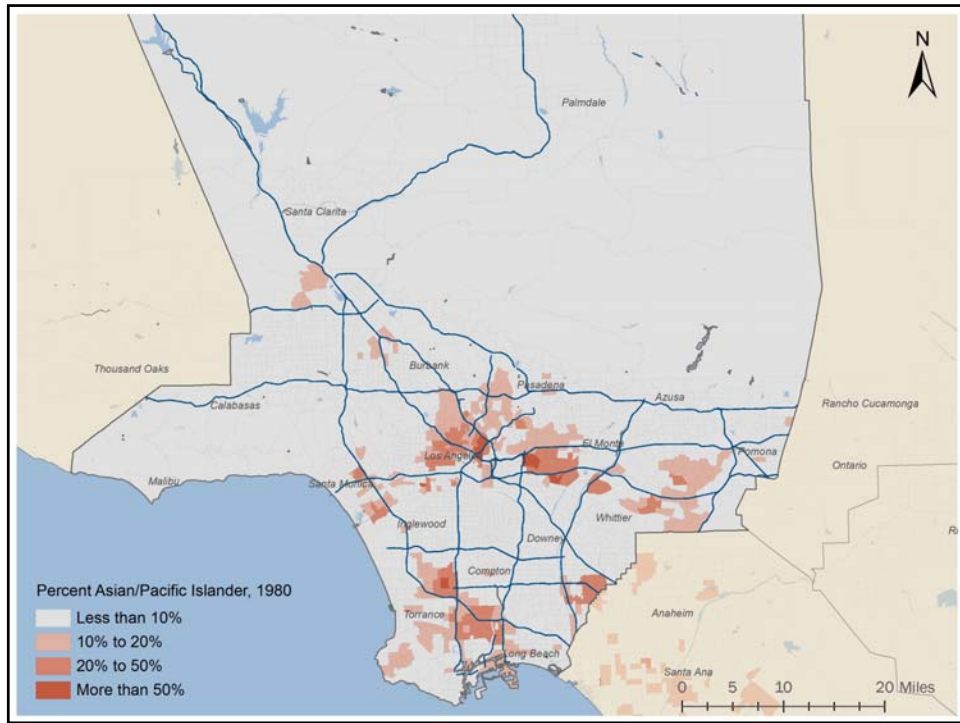 N
Palmdale
Santa Clarita
Burbank
Thousand Oaks
Pasadena
Azusa
Calabasas
Rancho Cucamonga
El Monte
Los Angeles
Pomona
Ontario
Malibu
Santa Monica
Inglewood
Whittier
Downey
Compton
Percent Asian/Pacific Islander, 1980
Less than 10%
10% to 20%
20% to 50%
More than 50%
Torrance
Anaheim
Long Beach
Santa Ana
0 5 10 20 Miles